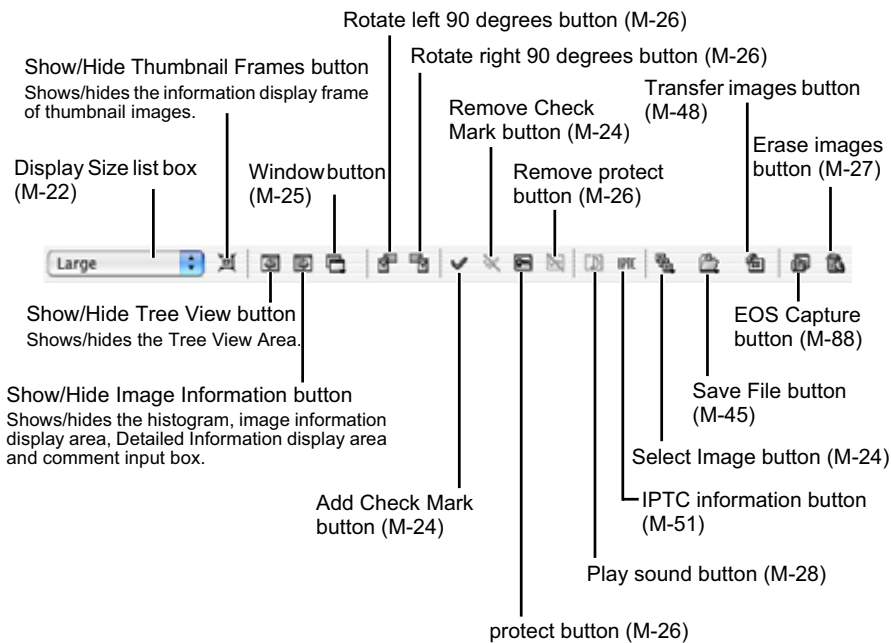 Rotate left 90 degrees button (M-26)
Rotate right 90 degrees button (M-26)
Show/Hide Thumbnail Frames button
Shows/hides the information display frame
of thumbnail images.
Transfer images button
(M-48)
Remove Check
Mark button (M-24)
Erase images
button (M-27)
Display Size list box
(M-22)
Window button
(M-25)
Remove protect
button (M-26)
Large
IPTC
Show/Hide Tree View button
Shows/hides the Tree View Area.
EOS Capture
button (M-88)
Show/Hide Image Information button
Shows/hides the histogram, image information
display area, Detailed Information display area
and comment input box.
Save File button
(M-45)
Select Image button (M-24)
Add Check Mark
button (M-24)
IPTC information button
(M-51)
Play sound button (M-28)
protect button (M-26)